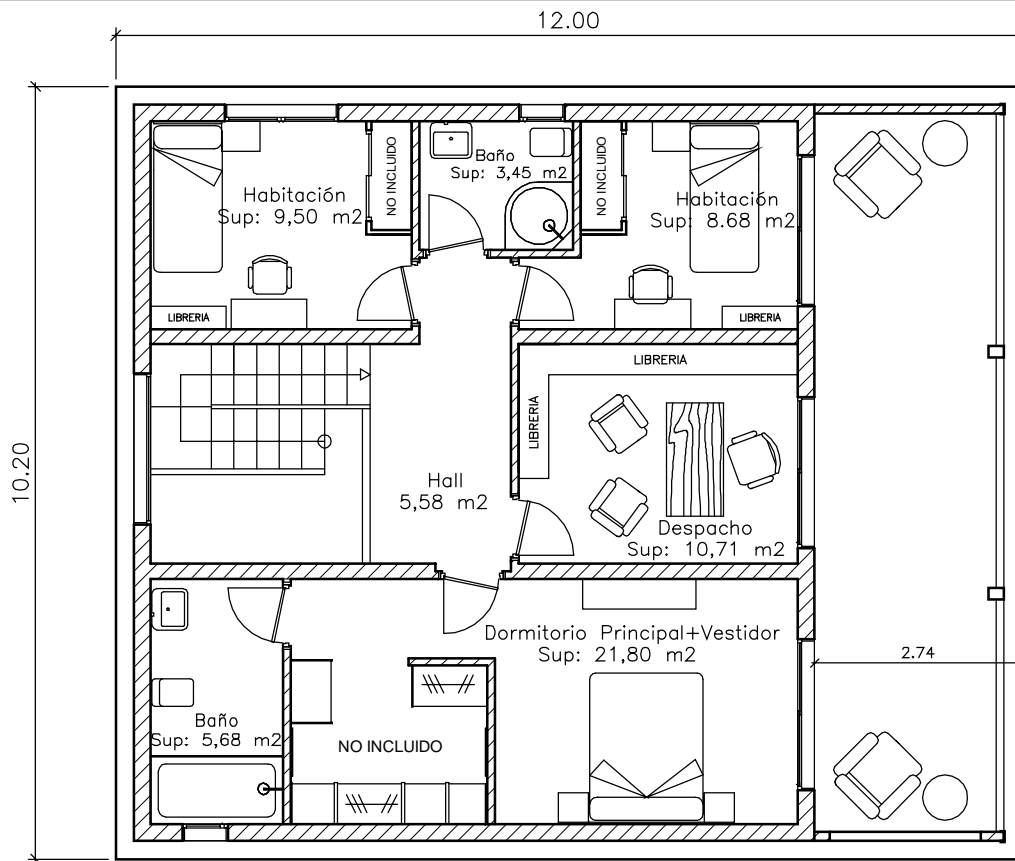 12.00
10.20
Habitación
Sup: 9,50 m2
NO INCLUIDO
Baño
Sup: 3,45 m2
NO INCLUIDO
Habitación
Sup: 8.68 m2
LIBRERIA
LIBRERIA
LIBRERIA
LIBRERIA
Hall
5,58 m2
Despacho
Sup: 10,71 m2
Dormitorio Principal+Vestidor
Sup: 21,80 m2
2.74
Baño
Sup: 5,68 m2
NO INCLUIDO